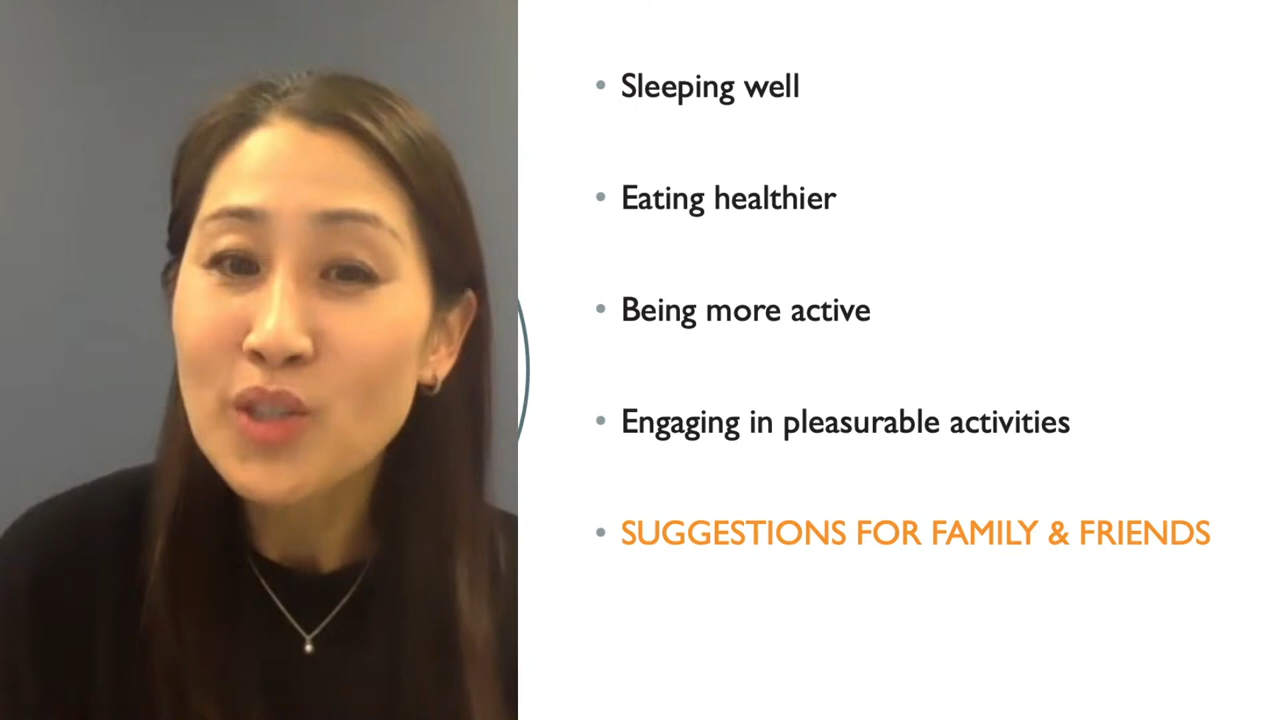 • Sleeping well
• Eating healthier
• Being more active
• Engaging in pleasurable activities
• SUGGESTIONS FOR FAMILY & FRIENDS